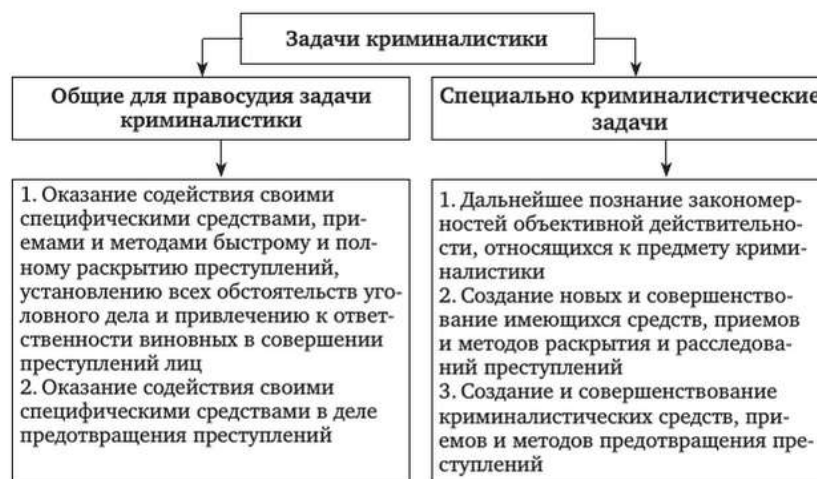 Задачи криминалистики
Общие для правосудия задачи
криминалистики
1. Оказание содействия своими
специфическими средствами, при-
емами и методами быстрому и пол-
ному раскрытию преступлений,
установлению всех обстоятельств уго-
ловного дела и привлечению к ответ-
ственности виновных в совершении
преступлений лиц
2. Оказание содействия своими
специфическими средствами в деле
предотвращения преступлений
Специально криминалистические
задачи
1. Дальнейшее познание закономер-
ностей объективной действительно-
сти, относящихся к предмету крими-
налистики
2. Создание новых и совершенство-
вание имеющихся средств, приемов
и методов раскрытия и расследова-
ний преступлений
3. Создание и совершенствование
криминалистических средств, при-
емов и методов предотвращения пре-
ступлений